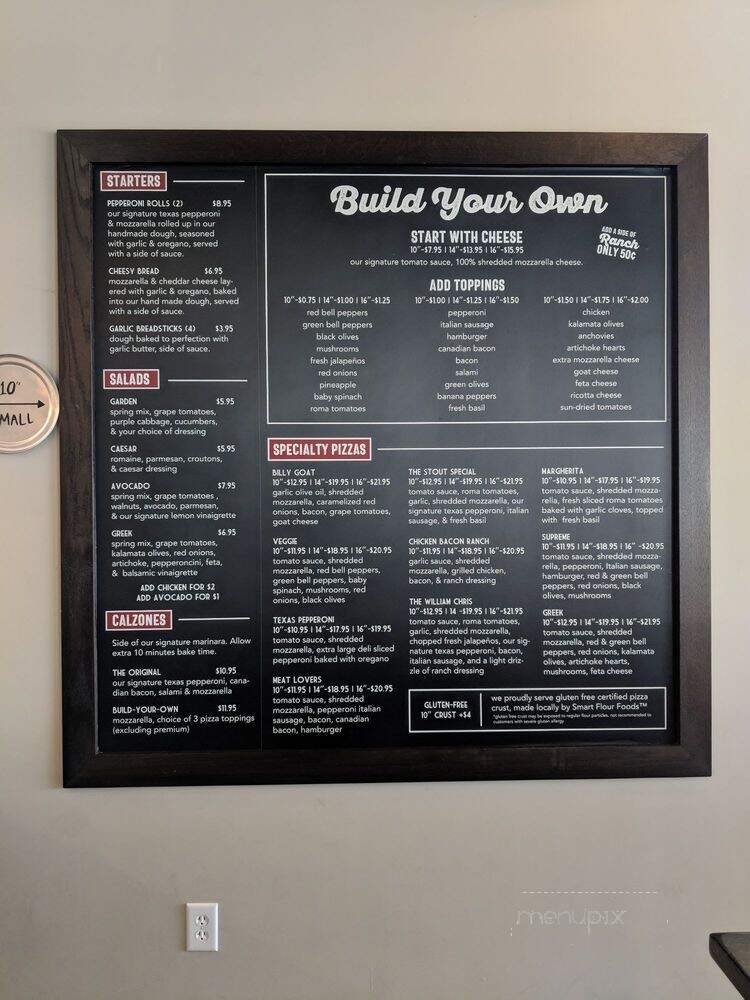 STARTERS
PEPPERONI ROLLS (2) $8.95
our signature texas pepperoni
& mozzarella rolled up in our
handmade dough, seasoned
with garlic & oregano, served
with a side of sauce.
CHEESY BREAD $6.95
mozzarella & cheddar cheese lay-
ered with garlic & oregano, baked
into our hand made dough, served
with a side of sauce.
GARLIC BREADSTICKS (4) $3.95
dough baked to perfection with
garlic butter, side of sauce.
SALADS
GARDEN $5.95
spring mix, grape tomatoes,
purple cabbage, cucumbers,
& your choice of dressing
CAESAR $5.95
romaine, parmesan, croutons,
& caesar dressing
AVOCADO $7.95
spring mix, grape tomatoes ,
walnuts, avocado, parmesan,
& our signature lemon vinaigrette
GREEK $6.95
spring mix, grape tomatoes,
kalamata olives, red onions,
artichoke, pepperoncini, feta,
& balsamic vinaigrette
ADD CHICKEN FOR $2
ADD AVOCADO FOR $1
CALZONES
Side of our signature marinara. Allow
extra 10 minutes bake time.
THE ORIGINAL $10.95
our signature texas pepperoni, cana-
dian bacon, salami & mozzarella
BUILD-YOUR-OWN $11.95
mozzarella, choice of 3 pizza toppings
(excluding premium)
Build Your Own
START WITH CHEESE
10"-$7.95 | 14"-$13.95 | 16"-$15.95
our signature tomato sauce, 100% shredded mozzarella cheese.
ADD A SIDE OF
Ranch
ONLY 50¢
ADD TOPPINGS
10"-$0.75 | 14"-$1.00 | 16"-$1.25
red bell peppers
green bell peppers
black olives
mushrooms
fresh jalapeños
red onions
pineapple
baby spinach
roma tomatoes
10"-$1.00 | 14"-$1.25 | 16"-$1.50
pepperoni
italian sausage
hamburger
canadian bacon
bacon
salami
green olives
banana peppers
fresh basil
10"-$1.50 | 14"-$1.75 | 16"-$2.00
chicken
kalamata olives
anchovies
artichoke hearts
extra mozzarella cheese
goat cheese
feta cheese
ricotta cheese
sun-dried tomatoes
SPECIALTY PIZZAS
BILLY GOAT
10"-$12.95 | 14"-$19.95 | 16"-$21.95
garlic olive oil, shredded
mozzarella, caramelized red
onions, bacon, grape tomatoes,
goat cheese
VEGGIE
10"-$11.95 | 14"-$18.95 | 16"-$20.95
tomato sauce, shredded
mozzarella, red bell peppers,
green bell peppers, baby
spinach, mushrooms, red
onions, black olives
TEXAS PEPPERONI
10"-$10.95 | 14"-$17.95 | 16"-$19.95
tomato sauce, shredded
mozzarella, extra large deli sliced
pepperoni baked with oregano
MEAT LOVERS
10"-$11.95 | 14"-$18.95 | 16"-$20.95
tomato sauce, shredded
mozzarella, pepperoni italian
sausage, bacon, canadian
bacon, hamburger
THE STOUT SPECIAL
10"-$12.95 | 14"-$19.95 | 16"-$21.95
tomato sauce, roma tomatoes,
garlic, shredded mozzarella, our
signature texas pepperoni, italian
sausage, & fresh basil
CHICKEN BACON RANCH
10"-$11.95 | 14"-$18.95 | 16"-$20.95
garlic sauce, shredded
mozzarella, grilled chicken,
bacon, & ranch dressing
THE WILLIAM CHRIS
10"-$12.95 | 14 -$19.95 | 16"-$21.95
tomato sauce, roma tomatoes,
garlic, shredded mozzarella,
chopped fresh jalapeños, our sig-
nature texas pepperoni, bacon,
italian sausage, and a light driz-
zle of ranch dressing
MARGHERITA
10"-$10.95 | 14"-$17.95 | 16"-$19.95
tomato sauce, shredded mozza-
rella, fresh sliced roma tomatoes
baked with garlic cloves, topped
with fresh basil
SUPREME
10"-$11.95 | 14"-$18.95 | 16" -$20.95
tomato sauce, shredded mozza-
rella, pepperoni, Italian sausage,
hamburger, red & green bell
peppers, red onions, black
olives, mushrooms
GREEK
10"-$12.95 | 14"-$19.95 | 16"-$21.95
tomato sauce, shredded
mozzarella, red & green bell
peppers, red onions, kalamata
olives, artichoke hearts,
mushrooms, feta cheese
GLUTEN-FREE
10" CRUST +$4
we proudly serve gluten free certified pizza
crust, made locally by Smart Flour Foods™
*gluten free crust may be exposed to regular flour particles, not recommended to
customers with severe gluten allergy
10"
MALL
menupix